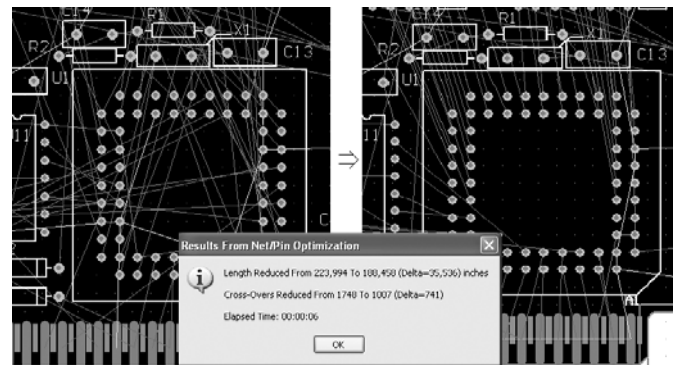 C14
R1
X1
R2
C13
U1
U11
C
R1
X1
R2
C13
U1
11
⇒
Results From Net/Pin Optimization
Length Reduced From 223,994 To 188,458 (Delta=35,536) inches
Cross-Overs Reduced From 1748 To 1007 (Delta=741)
Elapsed Time: 00:00:06
OK
A1